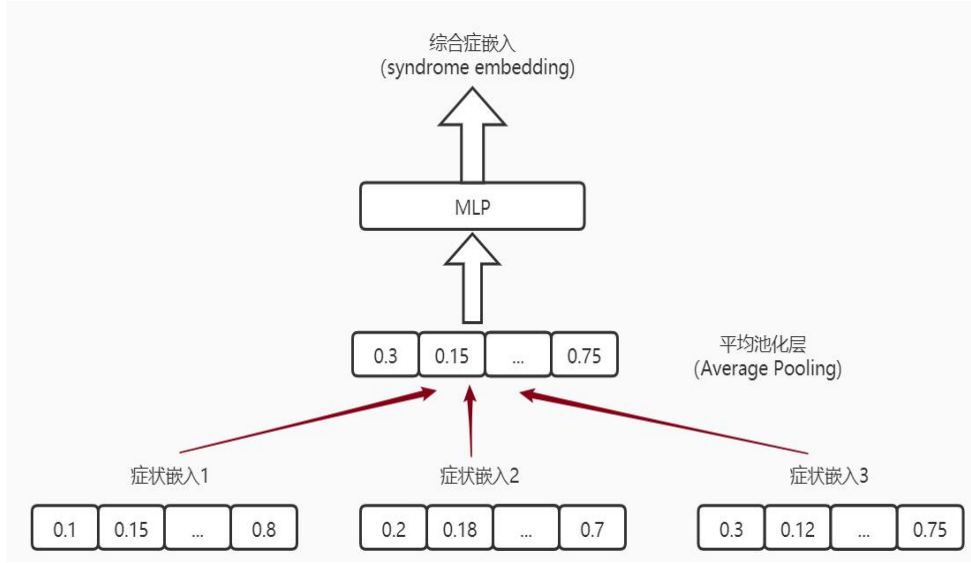 综合症嵌入
(syndrome embedding)
MLP
0.3 0.15 ... 0.75
平均池化层
(Average Pooling)
症状嵌入1 症状嵌入2 症状嵌入3
0.1 0.15 ... 0.8 0.2 0.18 ... 0.7 0.3 0.12 ... 0.75